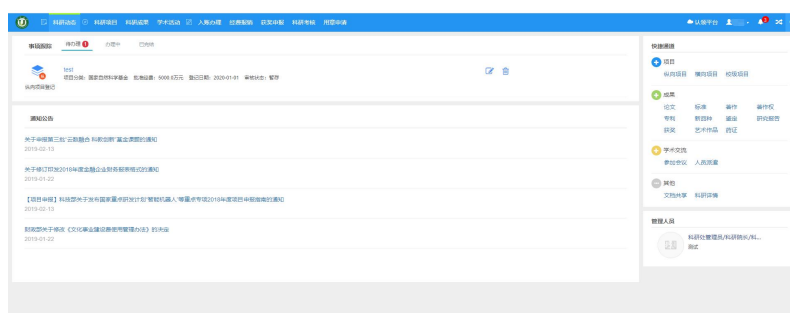 科研动态 科研项目 科研成果 学术活动 入账办理 经费报销 获奖申报 科研考核 用章申请 认领平台
事项跟踪 待办理 1 办理中 已完成
test
项目分类：国家自然科学基金 批准经费：5000.0万元 登记日期：2020-01-01 审核状态：暂存
纵向项目登记
通知公告
关于申报第三批“云数融合 科教创新”基金课题的通知
2019-02-13
关于修订印发2018年度金融企业财务报表格式的通知
2019-01-22
【项目申报】科技部关于发布国家重点研发计划“智能机器人”等重点专项2018年度项目申报指南的通知
2019-02-13
财政部关于修改《文化事业建设费使用管理办法》的决定
2019-01-22
快捷通道
项目
纵向项目 横向项目 校级项目
成果
论文 标准 著作 著作权
专利 新品种 鉴定 研究报告
获奖 艺术作品
学术交流
参加会议 人员派遣
其他
文档共享 科研详情
管理人员
科研处管理员/科研院长/科...
测试